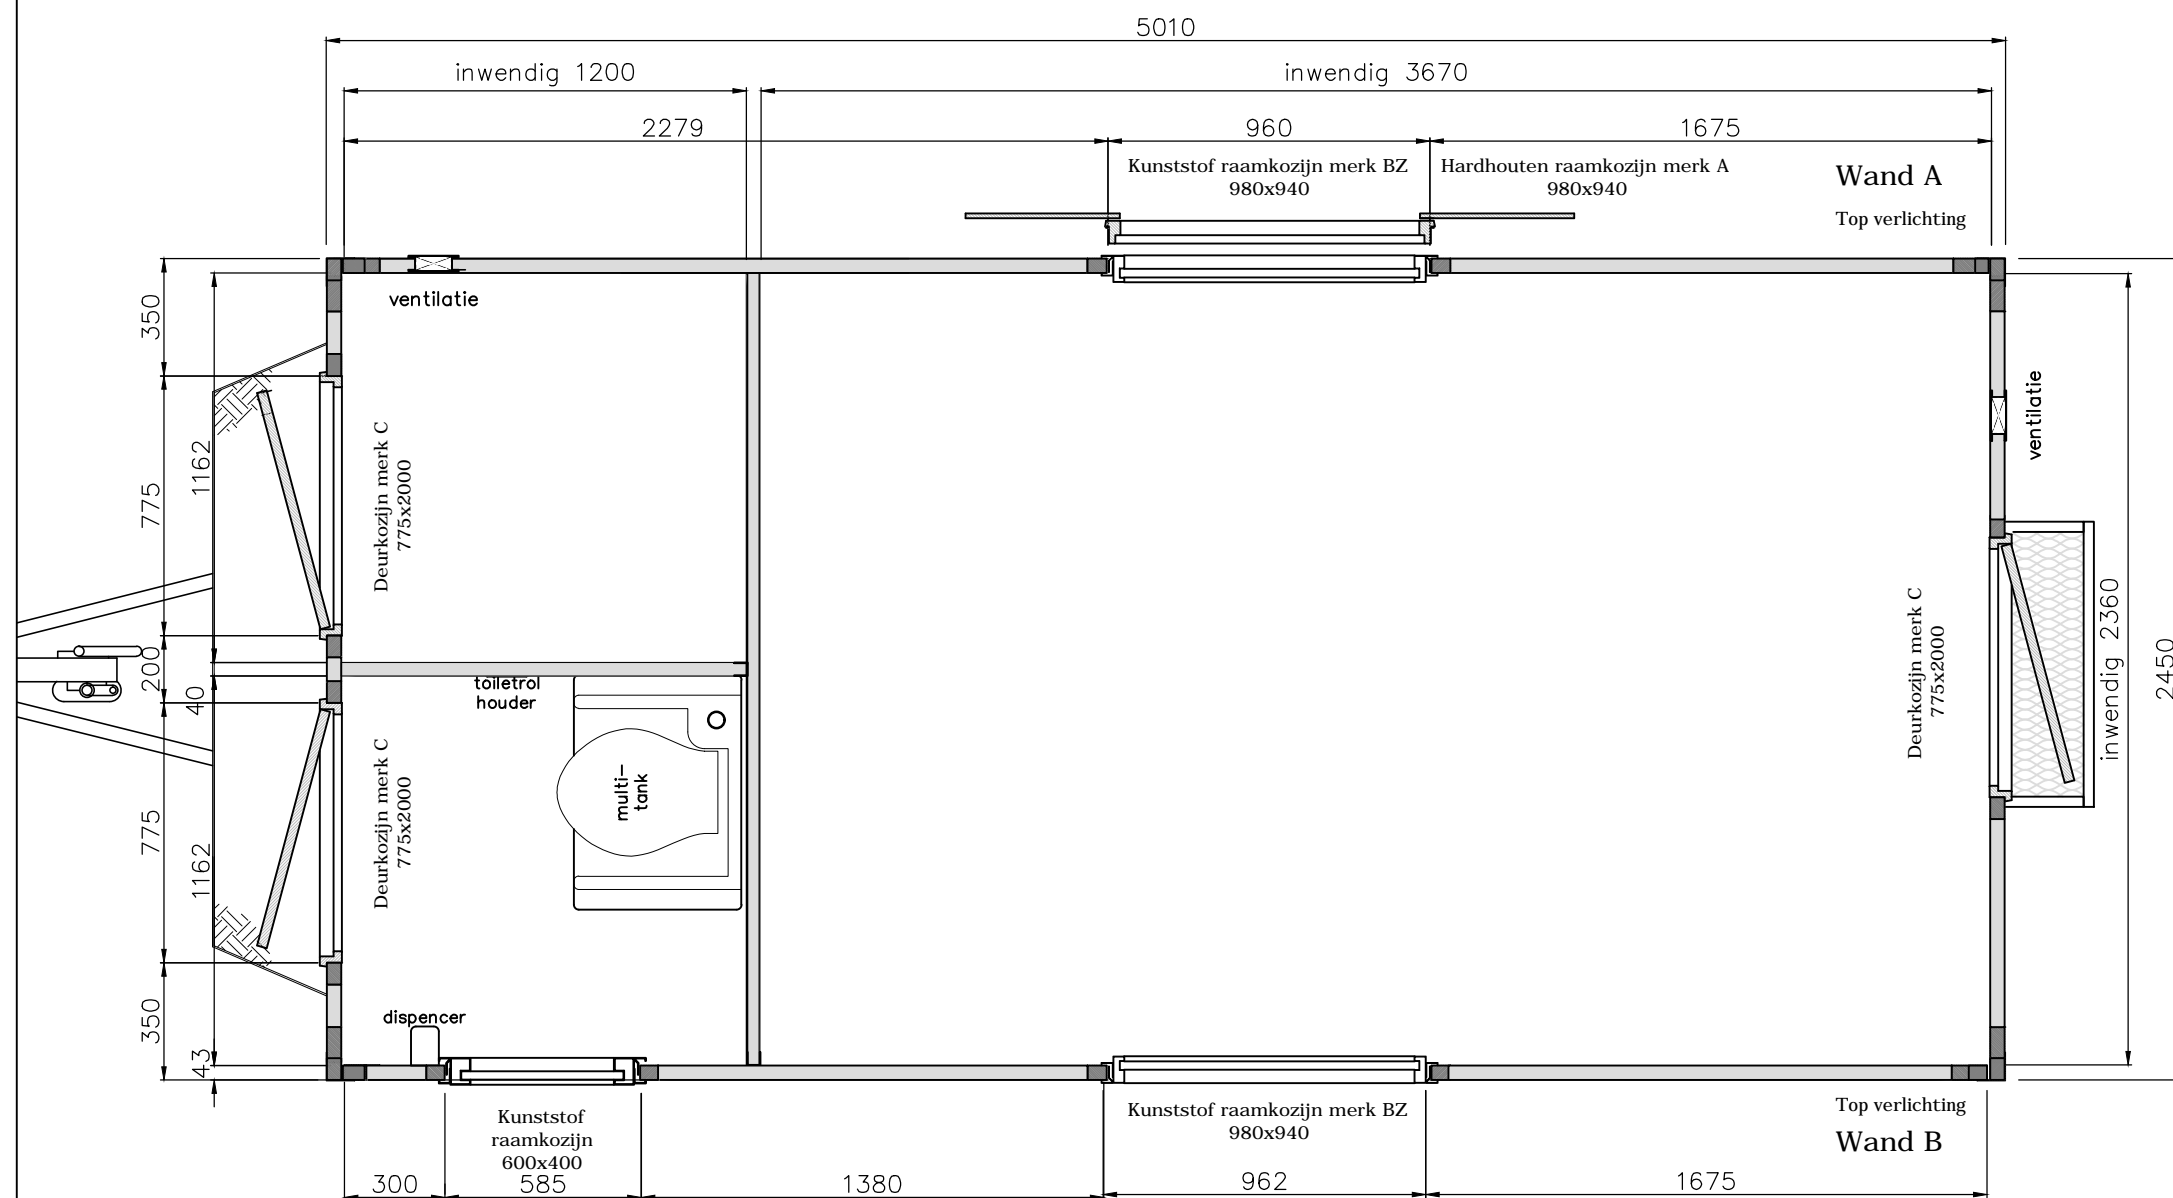 5010
inwendig 1200
inwendig 3670
2279
960
1675
Kunststof raamkozijn merk BZ
980x940
Hardhouten raamkozijn merk A
980x940
Wand A
Top verlichting
ventilatie
350
1162
775
200
40
775
1162
350
43
Deurkozijn merk C
775x2000
toiletrol
houder
multi-
tank
Deurkozijn merk C
775x2000
dispencer
ventilatie
Deurkozijn merk C
775x2000
inwendig 2360
2450
Kunststof
raamkozijn
600x400
Kunststof raamkozijn merk BZ
980x940
Top verlichting
Wand B
300
585
1380
962
1675